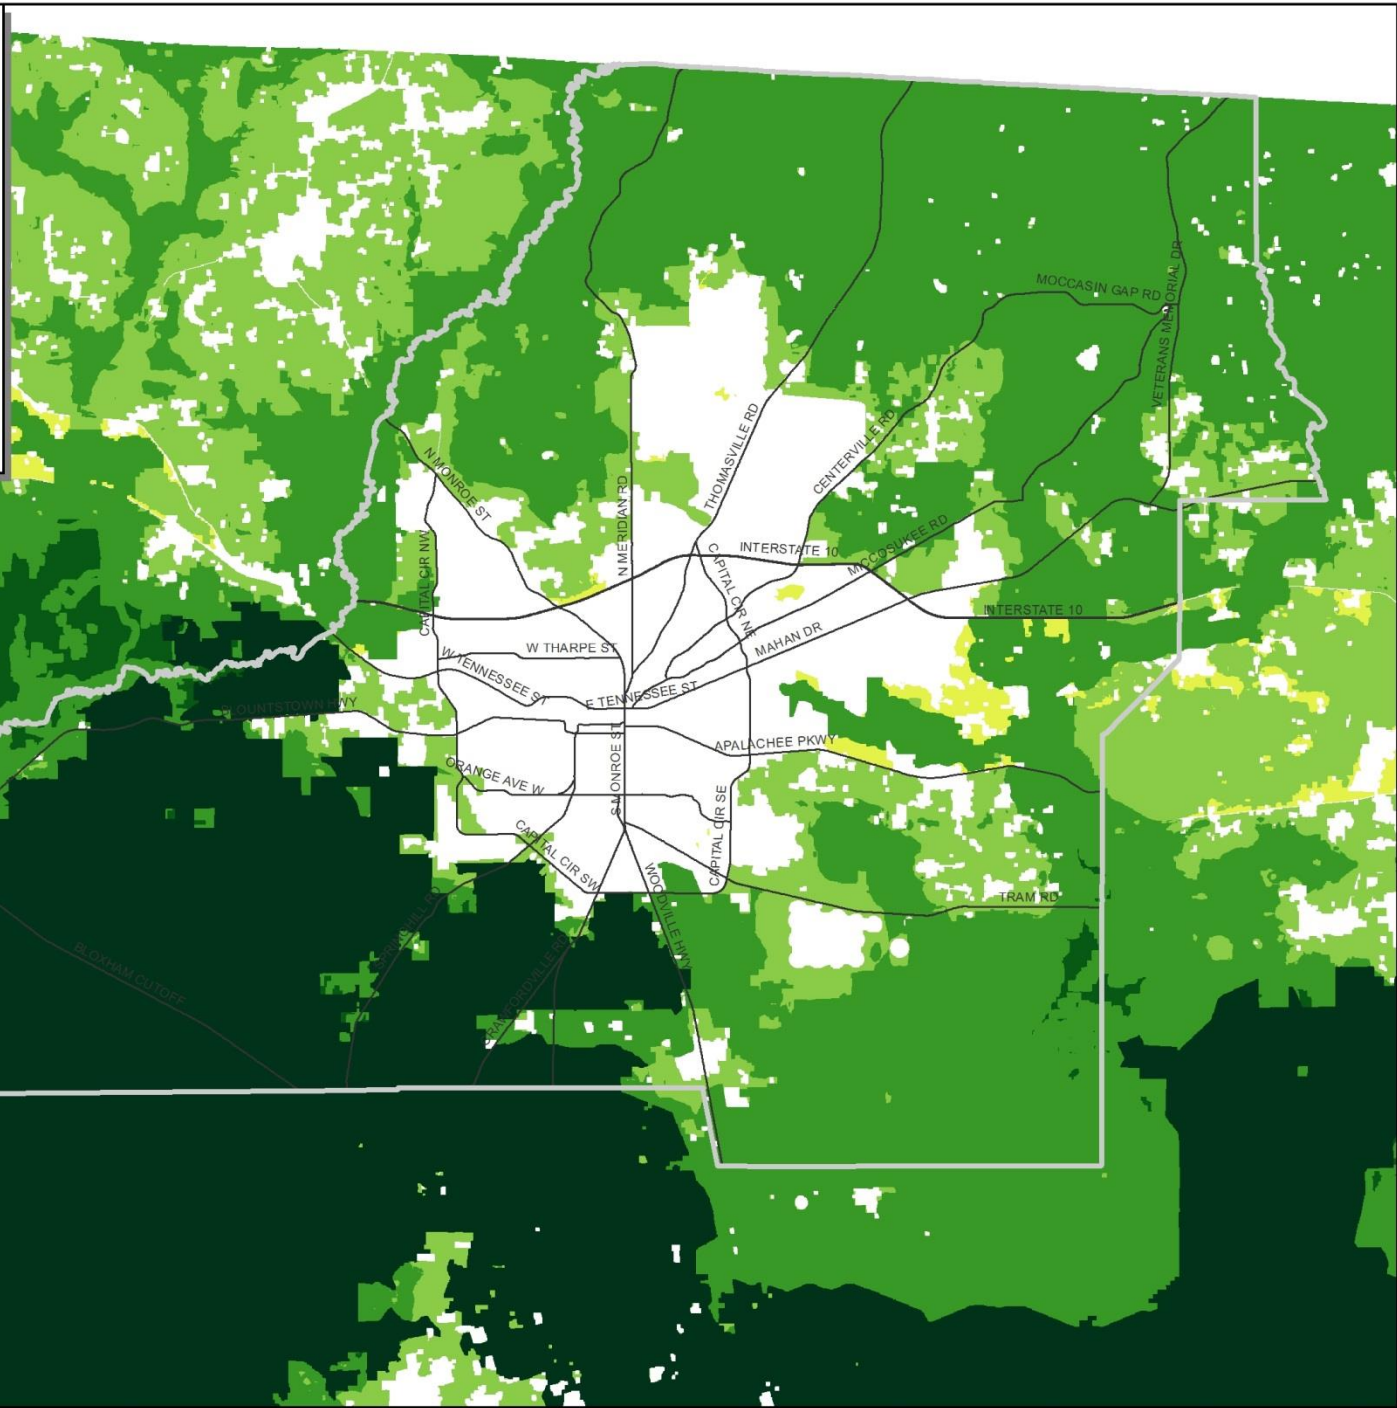 MOCCASIN GAP RD
VETERANS MEMORIAL DR
THOMASVILLE RD
CENTERVILLE RD
N MONROE ST
N MERIDIAN RD
CAPITAL CIR NW
INTERSTATE 10
CAPITAL CIR NE
MICCOSUKEE RD
INTERSTATE 10
MAHAN DR
W THARPE ST
W TENNESSEE ST
E TENNESSEE ST
BLOUNTSTOWN HWY
S MONROE ST
APALACHEE PKWY
ORANGE AVE W
CAPITAL CIR SW
CAPITAL CIR SE
WOODVILLE HWY
TRAM RD
SPRINGHILL RD
CRAWFORDVILLE RD
BLOXHAM CUTOFF